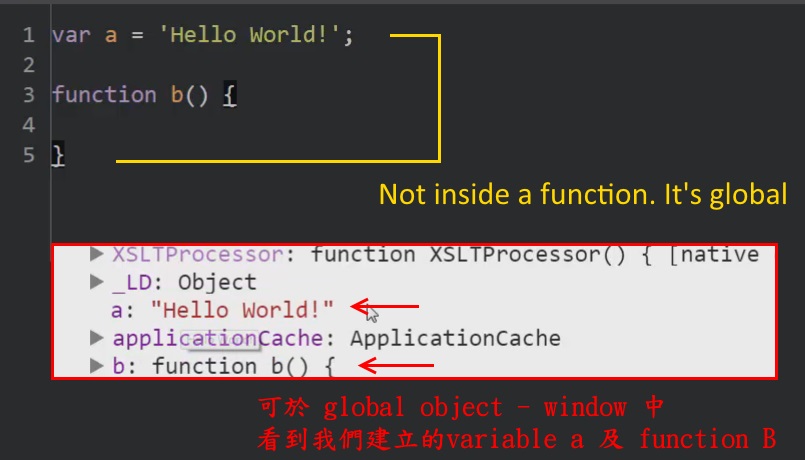 1 var a = 'Hello World!';
2
3 function b() {
4
5 }
Not inside a function. It's global
XSLTProcessor: function XSLTProcessor() { [native
_LD: Object
a: "Hello World!"
applicationCache: ApplicationCache
b: function b() {
可於 global object - window 中
看到我們建立的variable a 及 function B